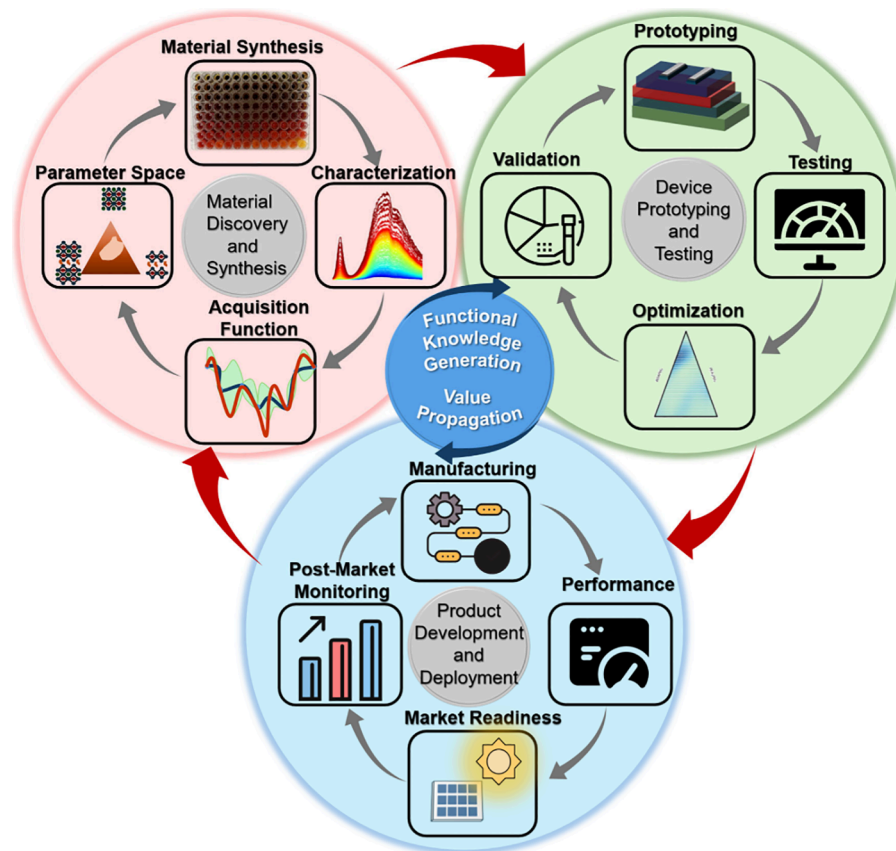 Material Synthesis
Parameter Space
Characterization
Material
Discovery
and
Synthesis
Acquisition
Function
Prototyping
Validation
Testing
Device
Prototyping
and
Testing
Optimization
Functional
Knowledge
Generation
Value
Propagation
Manufacturing
Post-Market
Monitoring
Performance
Product
Development
and
Deployment
Market Readiness